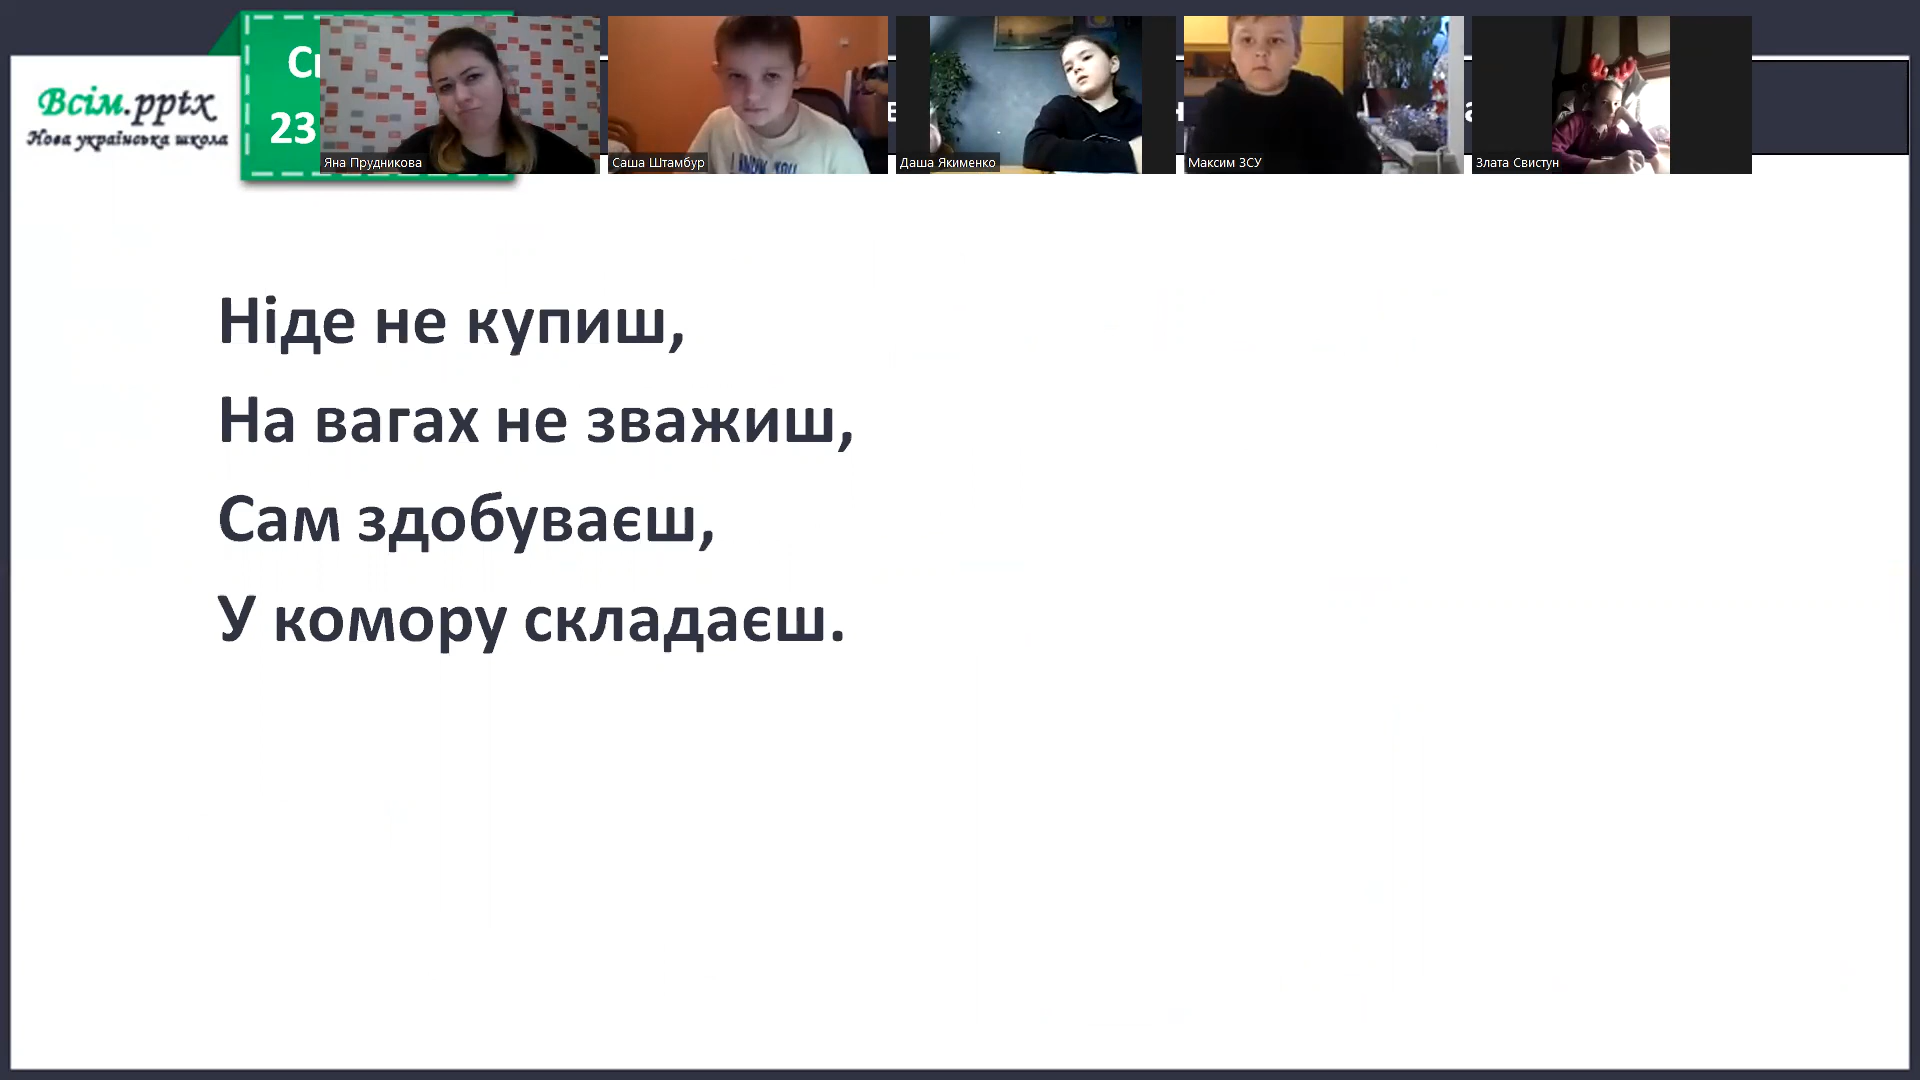 Всім.pptx
Нова українська школа
23
Яна Прудникова
Саша Штамбур
Даша Якименко
Максим ЗСУ
Злата Свистун
Ніде не купиш,
На вагах не зважиш,
Сам здобуваєш,
У комору складаєш.